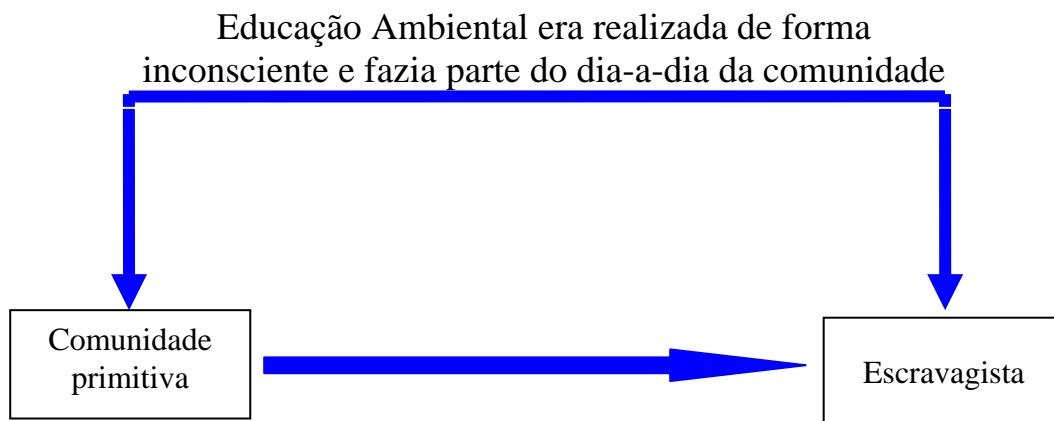 Educação Ambiental era realizada de forma
inconsciente e fazia parte do dia-a-dia da comunidade
Comunidade
primitiva
Escravagista